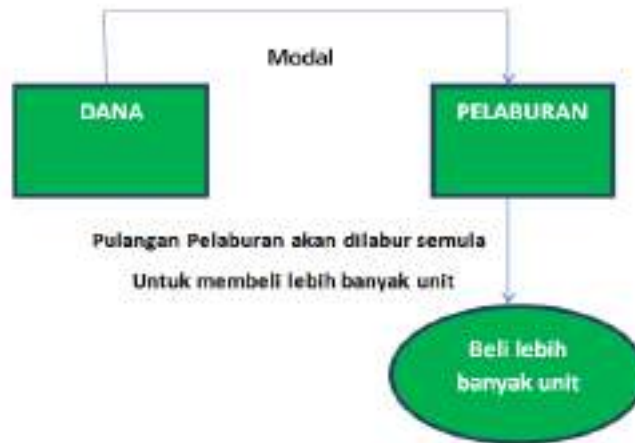 Modal
DANA
PELABURAN
Pulangan Pelaburan akan dilabur semula
Untuk membeli lebih banyak unit
Beli lebih
banyak unit